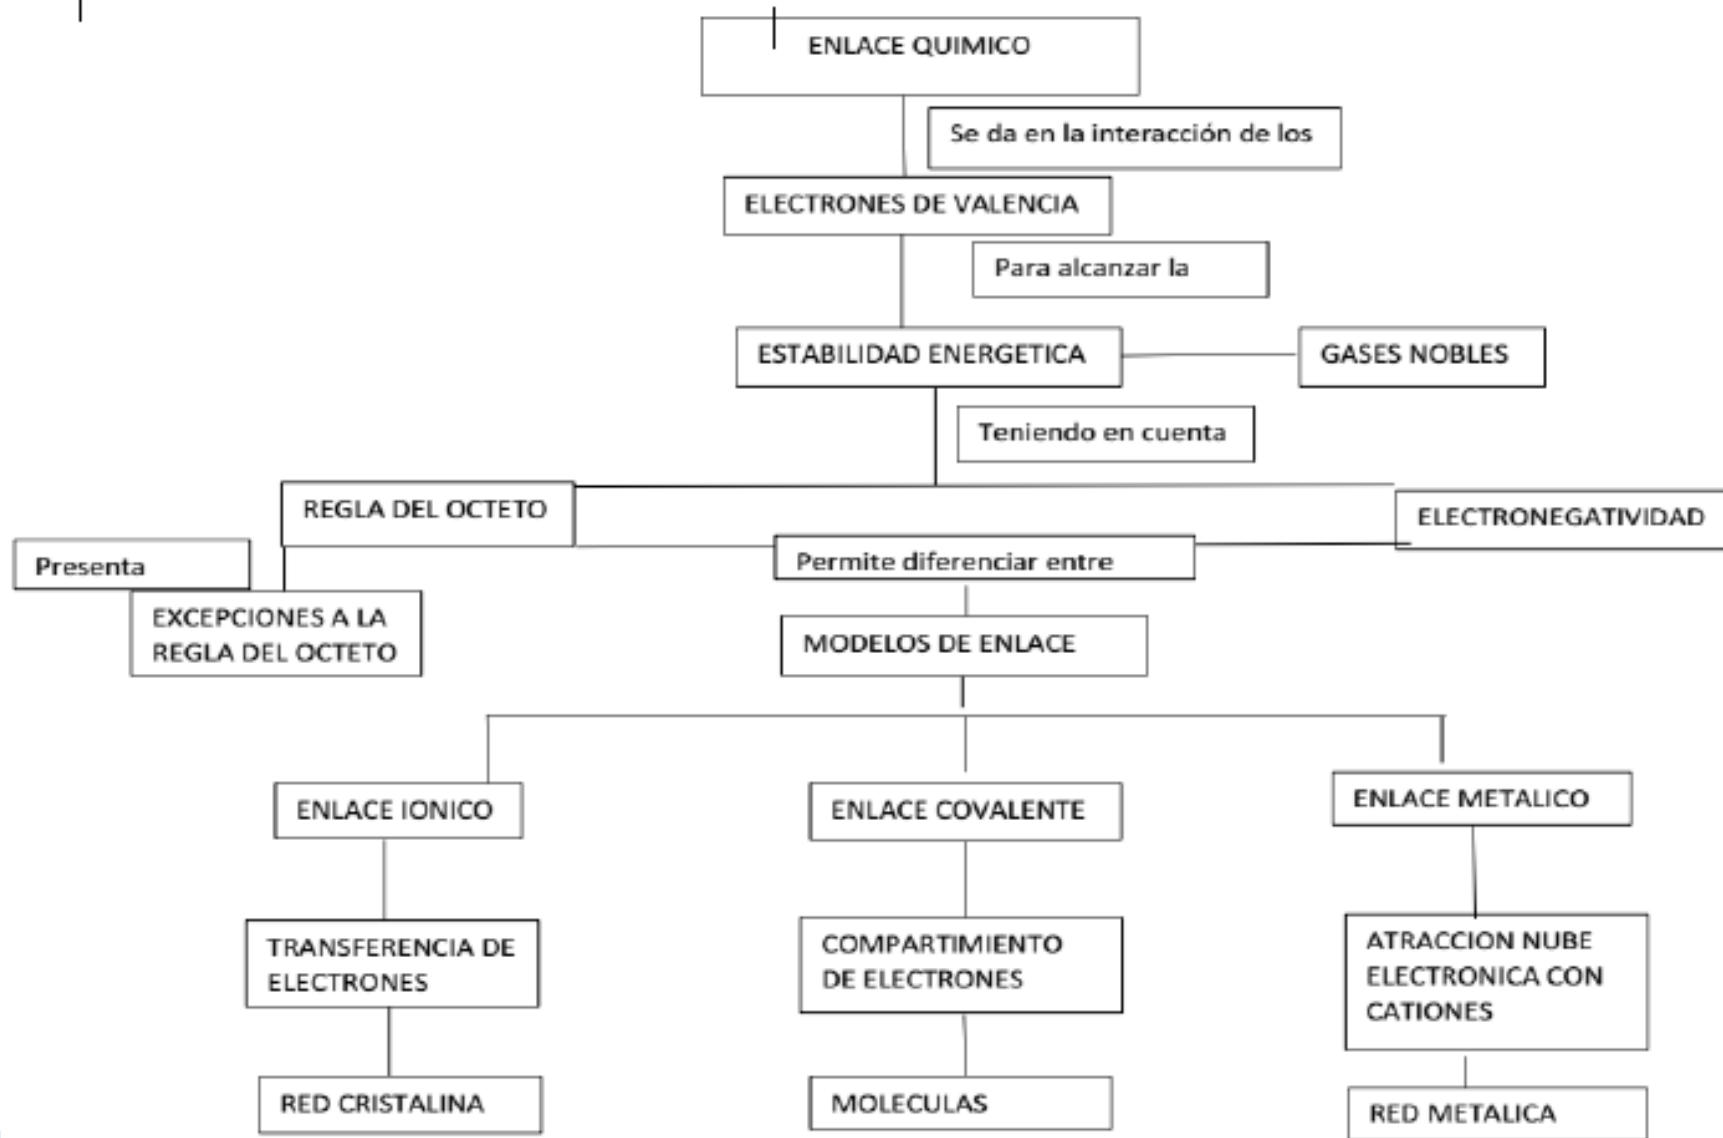 ENLACE QUIMICO
Se da en la interacción de los
ELECTRONES DE VALENCIA
Para alcanzar la
ESTABILIDAD ENERGETICA
GASES NOBLES
Teniendo en cuenta
REGLA DEL OCTETO
ELECTRONEGATIVIDAD
Presenta
Permite diferenciar entre
EXCEPCIONES A LA
REGLA DEL OCTETO
MODELOS DE ENLACE
ENLACE IONICO
ENLACE COVALENTE
ENLACE METALICO
TRANSFERENCIA DE
ELECTRONES
COMPARTIMIENTO
DE ELECTRONES
ATRACCION NUBE
ELECTRONICA CON
CATIONES
RED CRISTALINA
MOLECULAS
RED METALICA